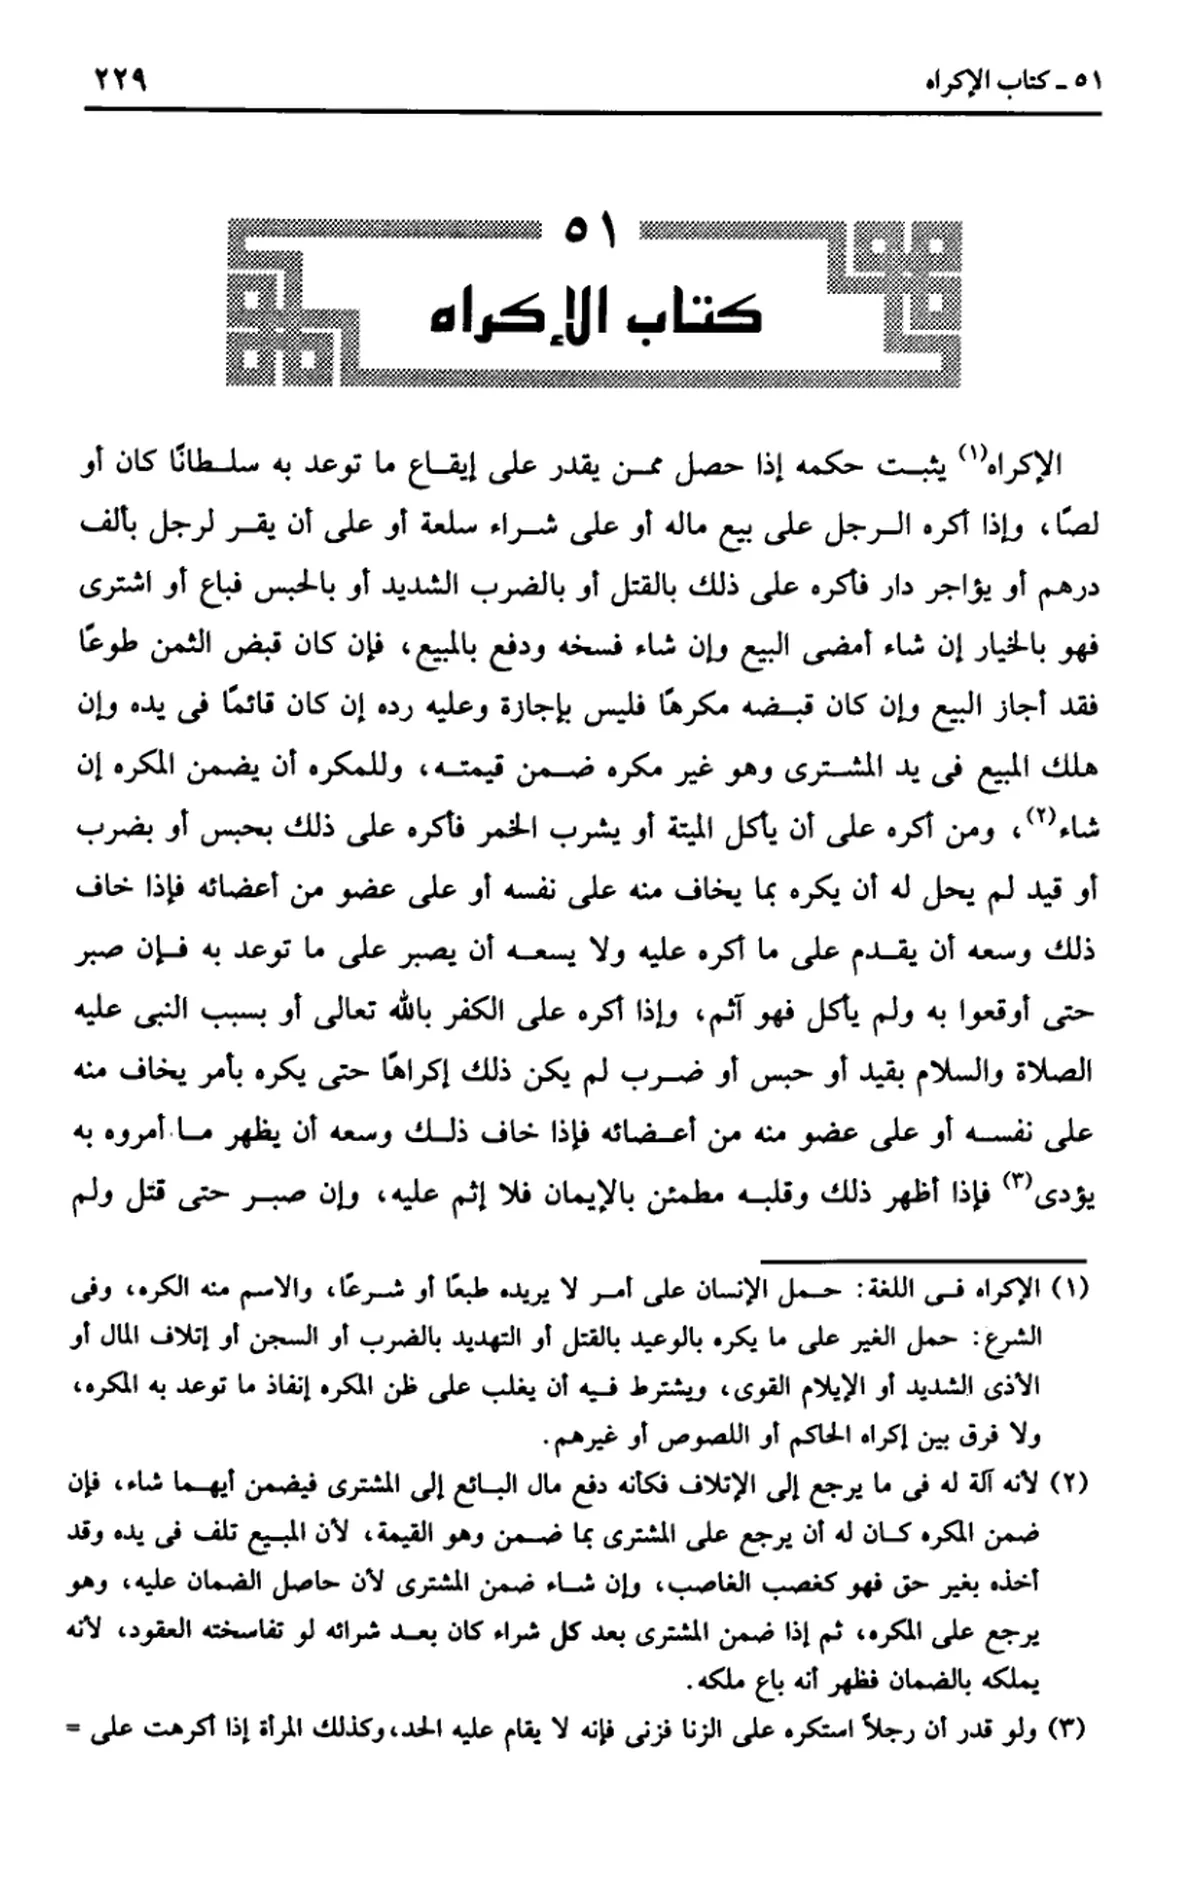 ٥١ ـ كتاب الإكراه
٢٢٩
٥١
كتاب الإكراه
الإكراه(١) يثبت حكمه إذا حصل ممن يقدر على إيقاع ما توعد به سلطانًا كان أو
لصًا، وإذا أكره الرجل على بيع ماله أو على شراء سلعة أو على أن يقر لرجل بألف
درهم أو يؤاجر دار فأكره على ذلك بالقتل أو بالضرب الشديد أو بالحبس فباع أو اشترى
فهو بالخيار إن شاء أمضى البيع وإن شاء فسخه ودفع بالمبيع، فإن كان قبض الثمن طوعًا
فقد أجاز البيع وإن كان قبضه مكرهًا فليس بإجازة وعليه رده إن كان قائمًا فى يده وإن
هلك المبيع فى يد المشترى وهو غير مكره ضمن قيمته، وللمكره أن يضمن المكره إن
شاء(٢)، ومن أكره على أن يأكل الميتة أو يشرب الخمر فأكره على ذلك بحبس أو بضرب
أو قيد لم يحل له أن يكره بما يخاف منه على نفسه أو على عضو من أعضائه فإذا خاف
ذلك وسعه أن يقدم على ما أكره عليه ولا يسعه أن يصبر على ما توعد به فإن صبر
حتى أوقعوا به ولم يأكل فهو آثم، وإذا أكره على الكفر بالله تعالى أو بسبب النبى عليه
الصلاة والسلام بقيد أو حبس أو ضرب لم يكن ذلك إكراهًا حتى يكره بأمر يخاف منه
على نفسه أو على عضو منه من أعضائه فإذا خاف ذلك وسعه أن يظهر ما أمروه به
يؤدى(٣) فإذا أظهر ذلك وقلبه مطمئن بالإيمان فلا إثم عليه، وإن صبر حتى قتل ولم
(١) الإكراه فى اللغة: حمل الإنسان على أمر لا يريده طبعًا أو شرعًا، والاسم منه الكره، وفى
الشرع: حمل الغير على ما يكره بالوعيد بالقتل أو التهديد بالضرب أو السجن أو إتلاف المال أو
الأذى الشديد أو الإيلام القوى، ويشترط فيه أن يغلب على ظن المكره إنفاذ ما توعد به المكره،
ولا فرق بين إكراه الحاكم أو اللصوص أو غيرهم.
(٢) لأنه آلة له فى ما يرجع إلى الإتلاف فكأنه دفع مال البائع إلى المشترى فيضمن أيهما شاء، فإن
ضمن المكره كان له أن يرجع على المشترى بما ضمن وهو القيمة، لأن المبيع تلف فى يده وقد
أخذه بغير حق فهو كغصب الغاصب، وإن شاء ضمن المشترى لأن حاصل الضمان عليه، وهو
يرجع على المكره، ثم إذا ضمن المشترى بعد كل شراء كان بعد شرائه لو تفاسخته العقود، لأنه
يملكه بالضمان فظهر أنه باع ملكه.
(٣) ولو قدر أن رجلاً استكره على الزنا فزنى فإنه لا يقام عليه الحد، وكذلك المرأة إذا أكرهت على =